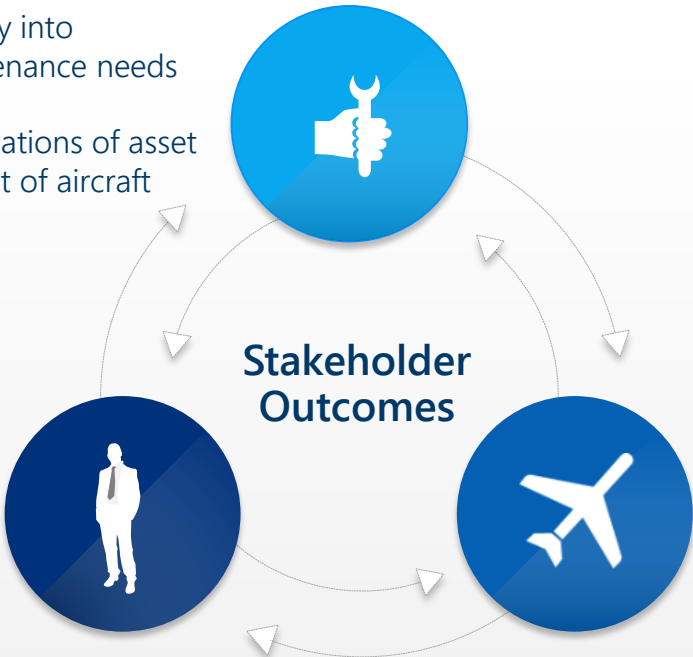 y into
enance needs
ations of asset
t of aircraft
Stakeholder
Outcomes